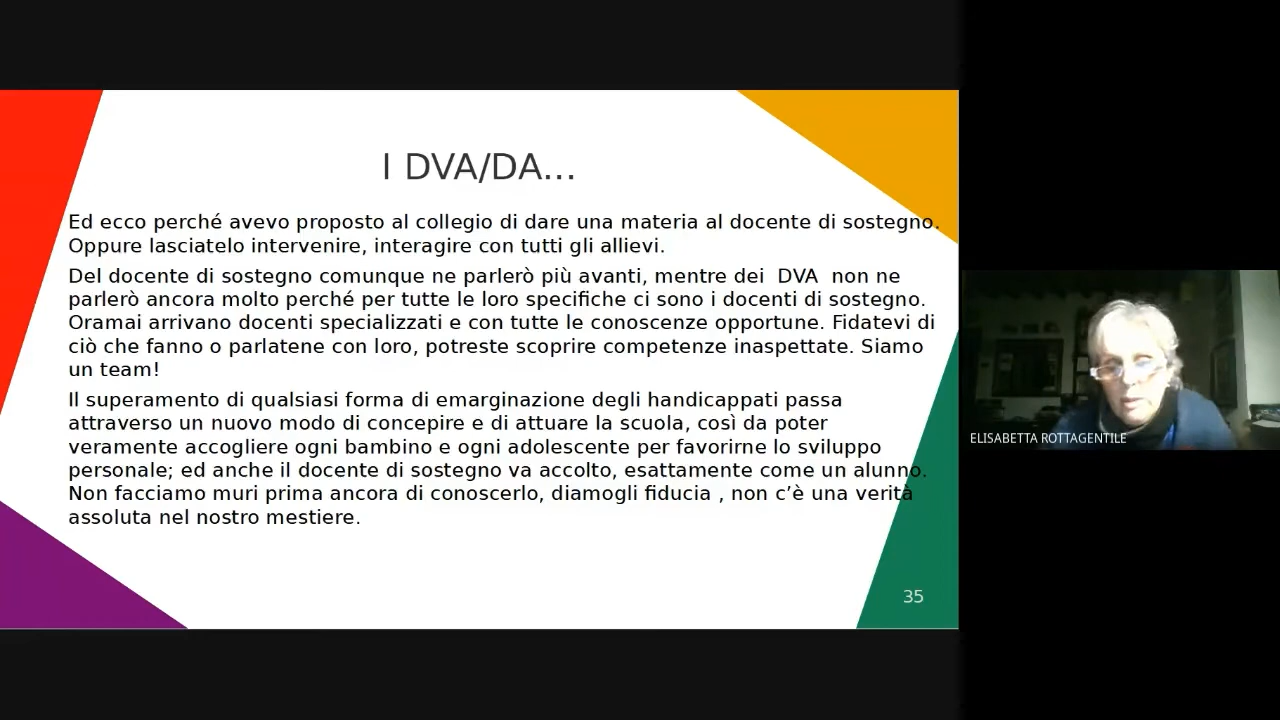 I DVA/DA...
Ed ecco perché avevo proposto al collegio di dare una materia al docente di sostegno.
Oppure lasciatelo intervenire, interagire con tutti gli allievi.
Del docente di sostegno comunque ne parlerò più avanti, mentre dei  DVA  non ne
parlerò ancora molto perché per tutte le loro specifiche ci sono i docenti di sostegno.
Oramai arrivano docenti specializzati e con tutte le conoscenze opportune. Fidatevi di
ciò che fanno o parlatene con loro, potreste scoprire competenze inaspettate. Siamo
un team!
Il superamento di qualsiasi forma di emarginazione degli handicappati passa
attraverso un nuovo modo di concepire e di attuare la scuola, così da poter
veramente accogliere ogni bambino e ogni adolescente per favorirne lo sviluppo
personale; ed anche il docente di sostegno va accolto, esattamente come un alunno.
Non facciamo muri prima ancora di conoscerlo, diamogli fiducia , non c’è una verità
assoluta nel nostro mestiere.
35
ELISABETTA ROTTAGENTILE